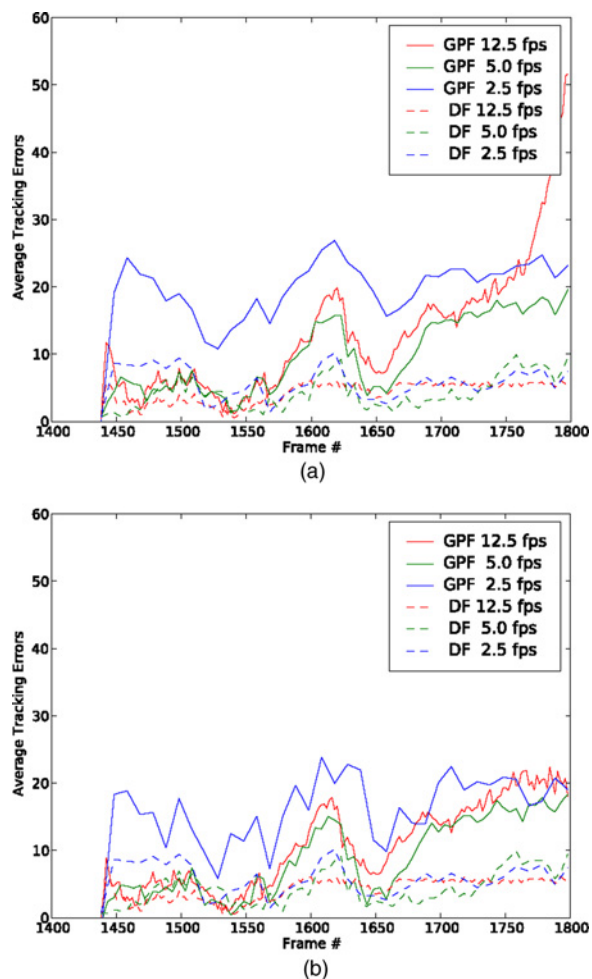 60
50
40
30
20
10
0
Average Tracking Errors
GPF 12.5 fps
GPF 5.0 fps
GPF 2.5 fps
DF 12.5 fps
DF 5.0 fps
DF 2.5 fps
1400 1450 1500 1550 1600 1650 1700 1750 1800
Frame #
(a)
60
50
40
30
20
10
0
Average Tracking Errors
GPF 12.5 fps
GPF 5.0 fps
GPF 2.5 fps
DF 12.5 fps
DF 5.0 fps
DF 2.5 fps
1400 1450 1500 1550 1600 1650 1700 1750 1800
Frame #
(b)